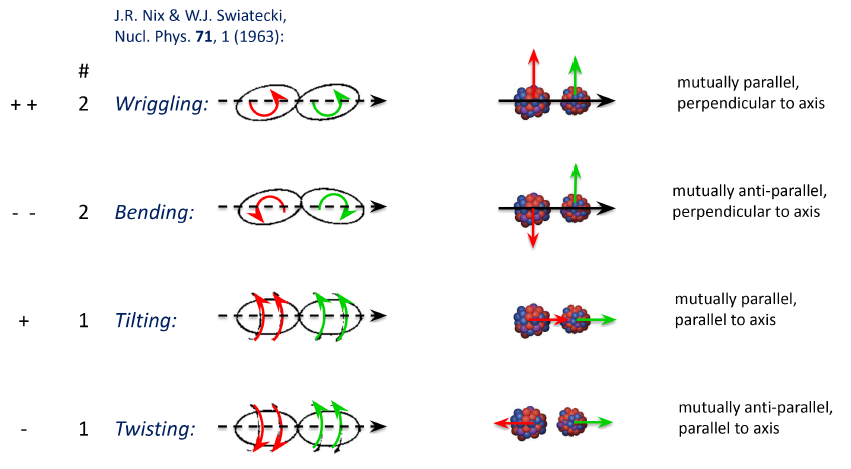 J.R. Nix & W.J. Swiatecki,
Nucl. Phys. 71, 1 (1963):
#
+ + 2 Wriggling: mutually parallel,
perpendicular to axis
- - 2 Bending: mutually anti-parallel,
perpendicular to axis
+ 1 Tilting: mutually parallel,
parallel to axis
- 1 Twisting: mutually anti-parallel,
parallel to axis